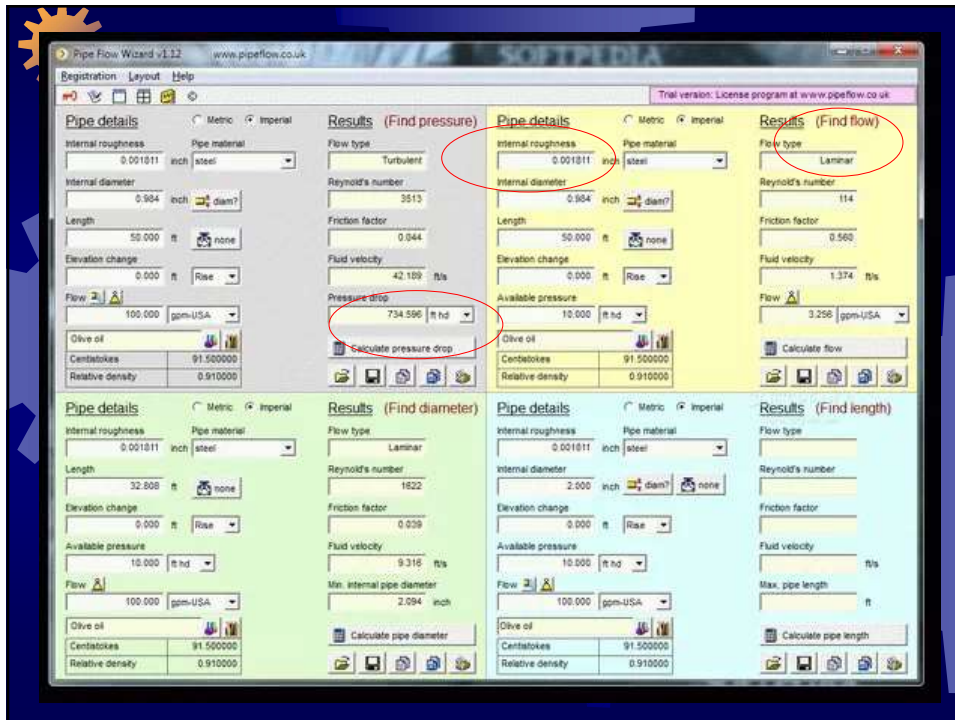 Pipe Flow Wizard v1.12 www.pipeflow.co.uk
SOFTPEDIA
Registration Layout Help
Trial version: License program at www.pipeflow.co.uk
Pipe details Metric Imperial Results (Find pressure)
Internal roughness Pipe material Flow type
0.001811 inch steel Turbulent
Internal diameter Reynold's number
0.984 inch diam? 3513
Length Friction factor
50.000 ft none 0.044
Elevation change Fluid velocity
0.000 ft Rise 42.189 ft/s
Flow Pressure drop
100.000 gpm-USA 734.596 ft hd
Olive oil Calculate pressure drop
Centistokes 91.500000
Relative density 0.910000
Pipe details Metric Imperial Results (Find flow)
Internal roughness Pipe material Flow type
0.001811 inch steel Laminar
Internal diameter Reynold's number
0.984 inch diam? 114
Length Friction factor
50.000 ft none 0.560
Elevation change Fluid velocity
0.000 ft Rise 1.374 ft/s
Available pressure Flow
10.000 ft hd 3.256 gpm-USA
Olive oil Calculate flow
Centistokes 91.500000
Relative density 0.910000
Pipe details Metric Imperial Results (Find diameter)
Internal roughness Pipe material Flow type
0.001811 inch steel Laminar
Length Reynold's number
32.808 ft none 1622
Elevation change Friction factor
0.000 ft Rise 0.039
Available pressure Fluid velocity
10.000 ft hd 9.316 ft/s
Flow Min. internal pipe diameter
100.000 gpm-USA 2.094 inch
Olive oil Calculate pipe diameter
Centistokes 91.500000
Relative density 0.910000
Pipe details Metric Imperial Results (Find length)
Internal roughness Pipe material Flow type
0.001811 inch steel
Internal diameter Reynold's number
2.000 inch diam? none
Elevation change Friction factor
0.000 ft Rise
Available pressure Fluid velocity
10.000 ft hd ft/s
Flow Max. pipe length
100.000 gpm-USA ft
Olive oil Calculate pipe length
Centistokes 91.500000
Relative density 0.910000